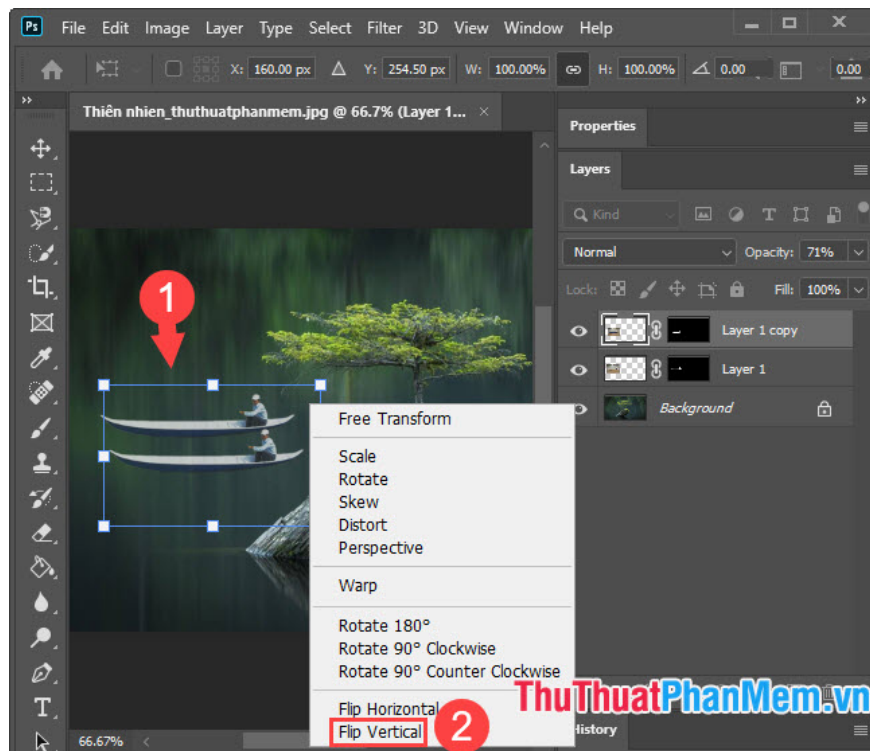 Ps File Edit Image Layer Type Select Filter 3D View Window Help
X: 160.00 px Y: 254.50 px W: 100.00% H: 100.00% 0.00 0.00
Thiên nhien_thuthuatphanmem.jpg @ 66.7% (Layer 1...
Properties
Layers
Kind
Normal Opacity: 71%
Lock: Fill: 100%
Layer 1 copy
Layer 1
Background
1
Free Transform
Scale
Rotate
Skew
Distort
Perspective
Warp
Rotate 180°
Rotate 90° Clockwise
Rotate 90° Counter Clockwise
Flip Horizontal
Flip Vertical
2
ThuThuatPhanMem.vn
History
66.67%